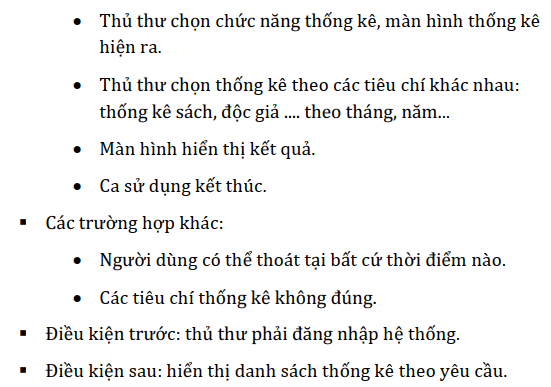 • Thủ thư chọn chức năng thống kê, màn hình thống kê
hiện ra.
• Thủ thư chọn thống kê theo các tiêu chí khác nhau:
thống kê sách, độc giả .... theo tháng, năm...
• Màn hình hiển thị kết quả.
• Ca sử dụng kết thúc.
▪ Các trường hợp khác:
• Người dùng có thể thoát tại bất cứ thời điểm nào.
• Các tiêu chí thống kê không đúng.
▪ Điều kiện trước: thủ thư phải đăng nhập hệ thống.
▪ Điều kiện sau: hiển thị danh sách thống kê theo yêu cầu.